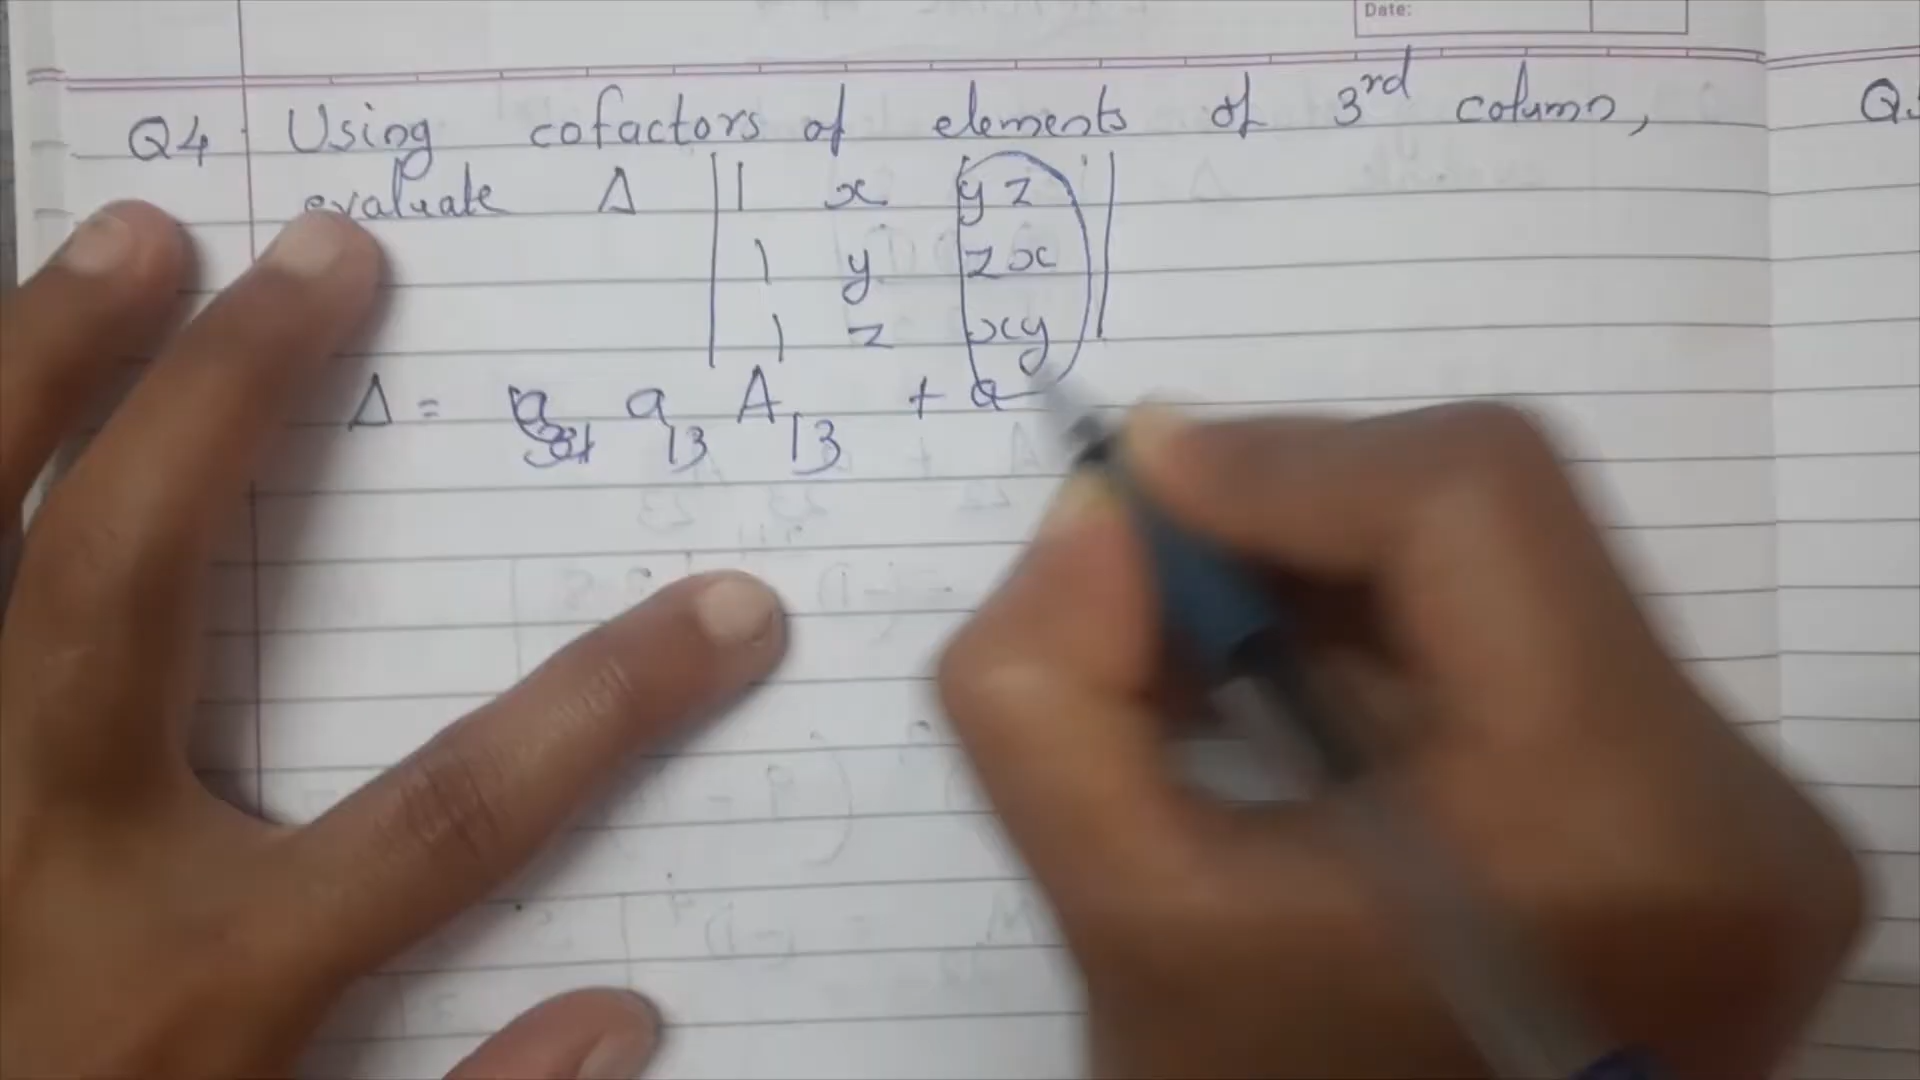 Date:
Q4 Using cofactors of elements of 3rd column,
evaluate Δ | 1 x yz |
1 y zx
1 z xy
Δ = a13 A13 + a